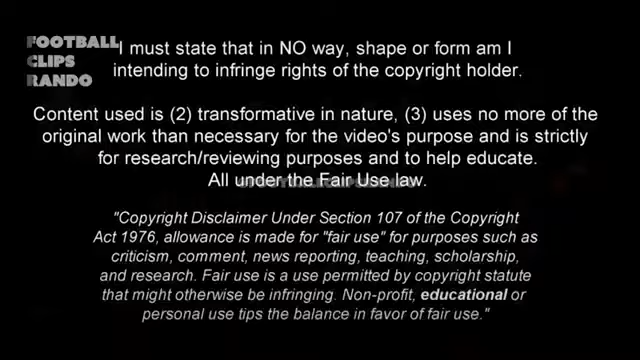 FOOTBALL
CLIPS
RANDO
I must state that in NO way, shape or form am I
intending to infringe rights of the copyright holder.
Content used is (2) transformative in nature, (3) uses no more of the
original work than necessary for the video's purpose and is strictly
for research/reviewing purposes and to help educate.
All under the Fair Use law.
"Copyright Disclaimer Under Section 107 of the Copyright
Act 1976, allowance is made for "fair use" for purposes such as
criticism, comment, news reporting, teaching, scholarship,
and research. Fair use is a use permitted by copyright statute
that might otherwise be infringing. Non-profit, educational or
personal use tips the balance in favor of fair use."